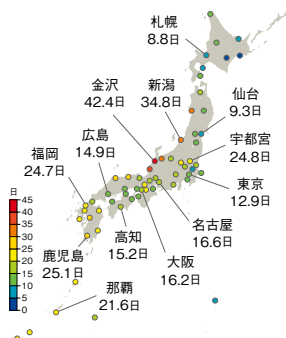 札幌
8.8日
金沢
42.4日
新潟
34.8日
仙台
9.3日
広島
14.9日
宇都宮
24.8日
福岡
24.7日
東京
12.9日
名古屋
16.6日
高知
15.2日
大阪
16.2日
鹿児島
25.1日
那覇
21.6日
日
45
40
35
30
25
20
15
10
5
0